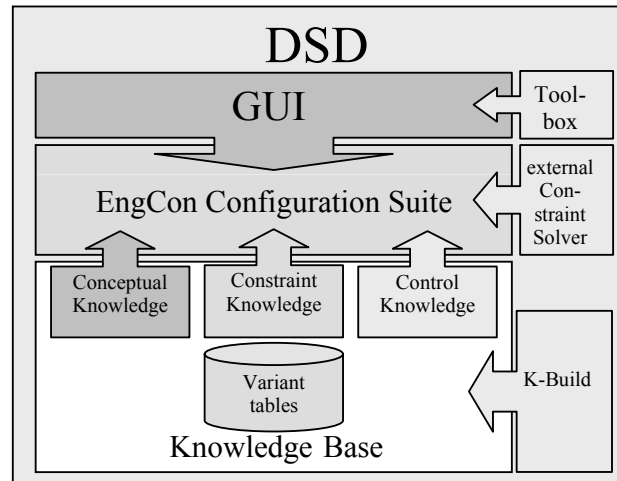 DSD
GUI
Tool-
box
EngCon Configuration Suite
external
Con-
straint
Solver
Conceptual
Knowledge
Constraint
Knowledge
Control
Knowledge
Variant
tables
K-Build
Knowledge Base